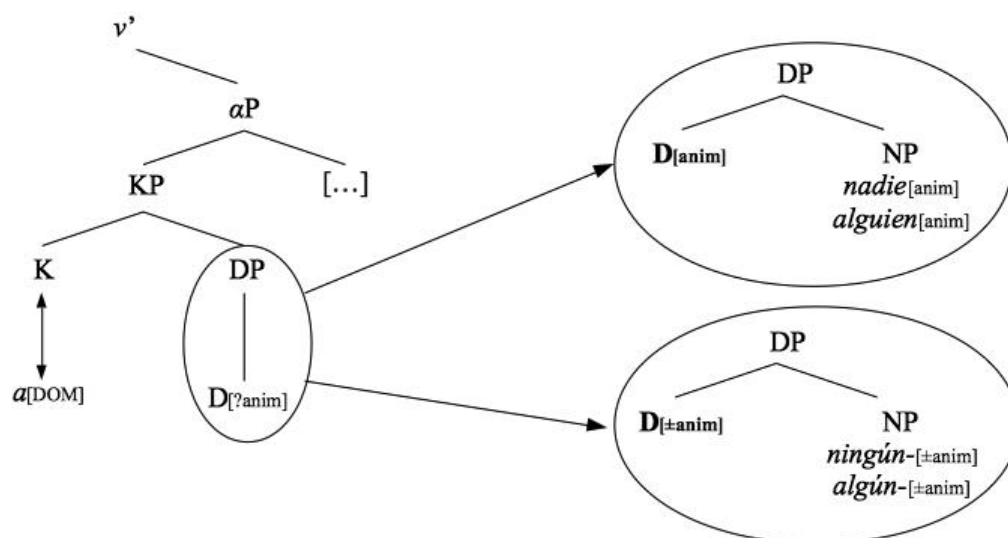 v’
αP
KP
[…]
K
DP
a[DOM]
D[?anim]
DP
D[anim]
NP
nadie[anim]
alguien[anim]
DP
D[±anim]
NP
ningún-[±anim]
algún-[±anim]